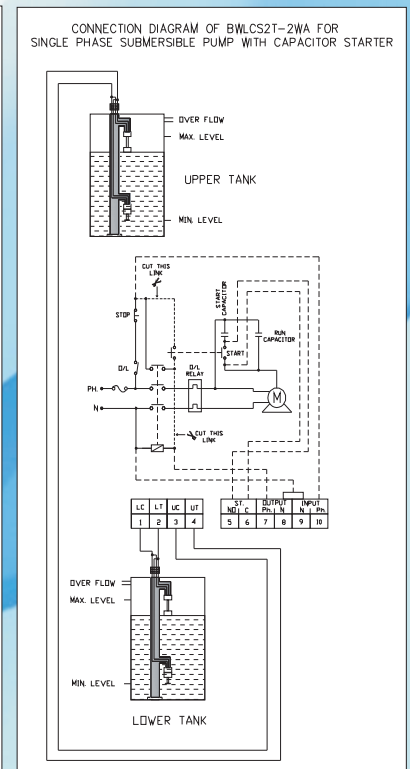 CONNECTION DIAGRAM OF BWLCS2T-2WA FOR
SINGLE PHASE SUBMERSIBLE PUMP WITH CAPACITOR STARTER
OVER FLOW
MAX. LEVEL
UPPER TANK
MIN. LEVEL
CUT THIS
LINK
STOP
START
CAPACITOR
RUN
CAPACITOR
START
O/L
O/L
RELAY
PH.
M
N
CUT THIS
LINK
LC LT UC UT
1 2 3 4
ST. OUTPUT INPUT
NO C Ph. N N Ph.
5 6 7 8 9 10
OVER FLOW
MAX. LEVEL
MIN. LEVEL
LOWER TANK